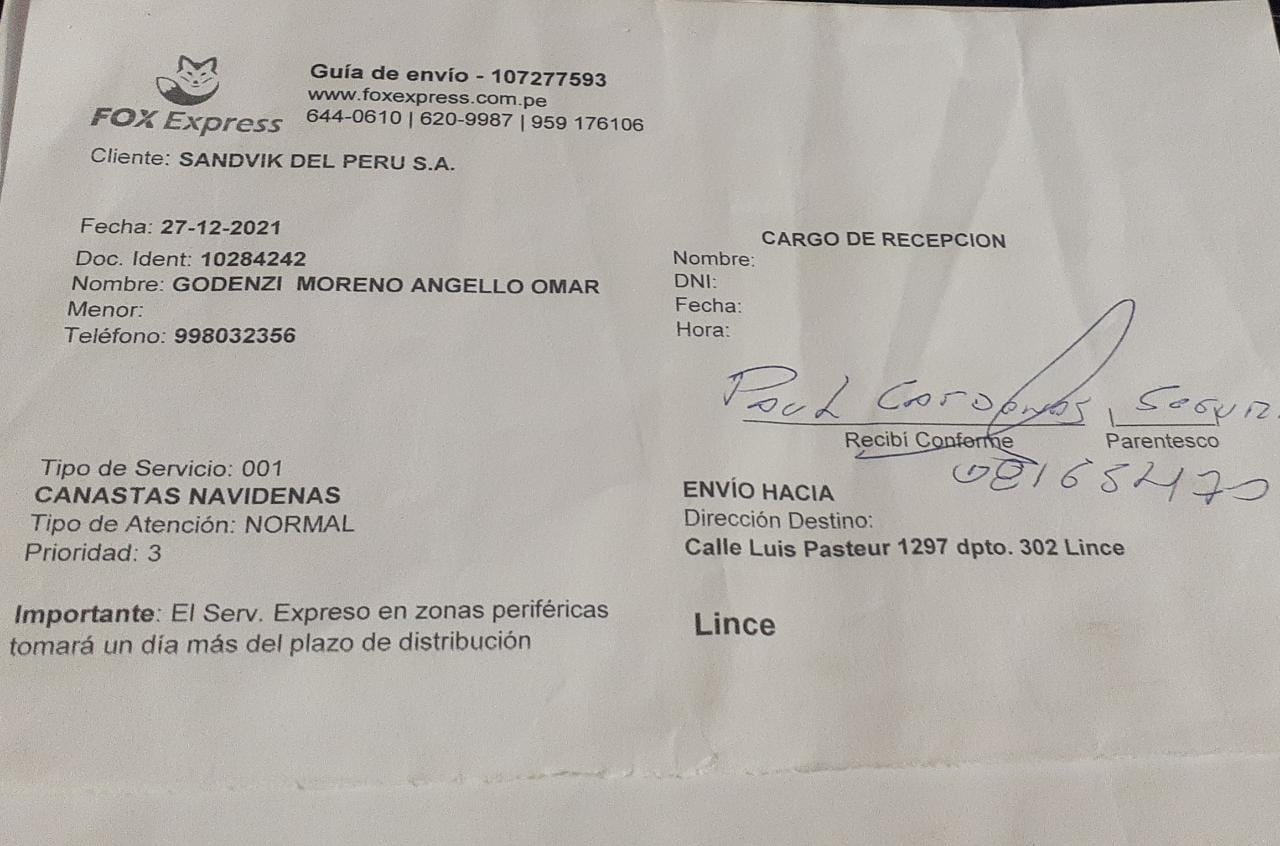 FOX Express
Guía de envío - 107277593
www.foxexpress.com.pe
644-0610 | 620-9987 | 959 176106
Cliente: SANDVIK DEL PERU S.A.
Fecha: 27-12-2021
Doc. Ident: 10284242
Nombre: GODENZI MORENO ANGELLO OMAR
Menor:
Teléfono: 998032356
CARGO DE RECEPCION
Nombre:
DNI:
Fecha:
Hora:
Paul Cardenas
Recibí Conforme
Parentesco
Tipo de Servicio: 001
CANASTAS NAVIDENAS
Tipo de Atención: NORMAL
Prioridad: 3
ENVÍO HACIA
Dirección Destino:
Calle Luis Pasteur 1297 dpto. 302 Lince
Importante: El Serv. Expreso en zonas periféricas
tomará un día más del plazo de distribución
Lince